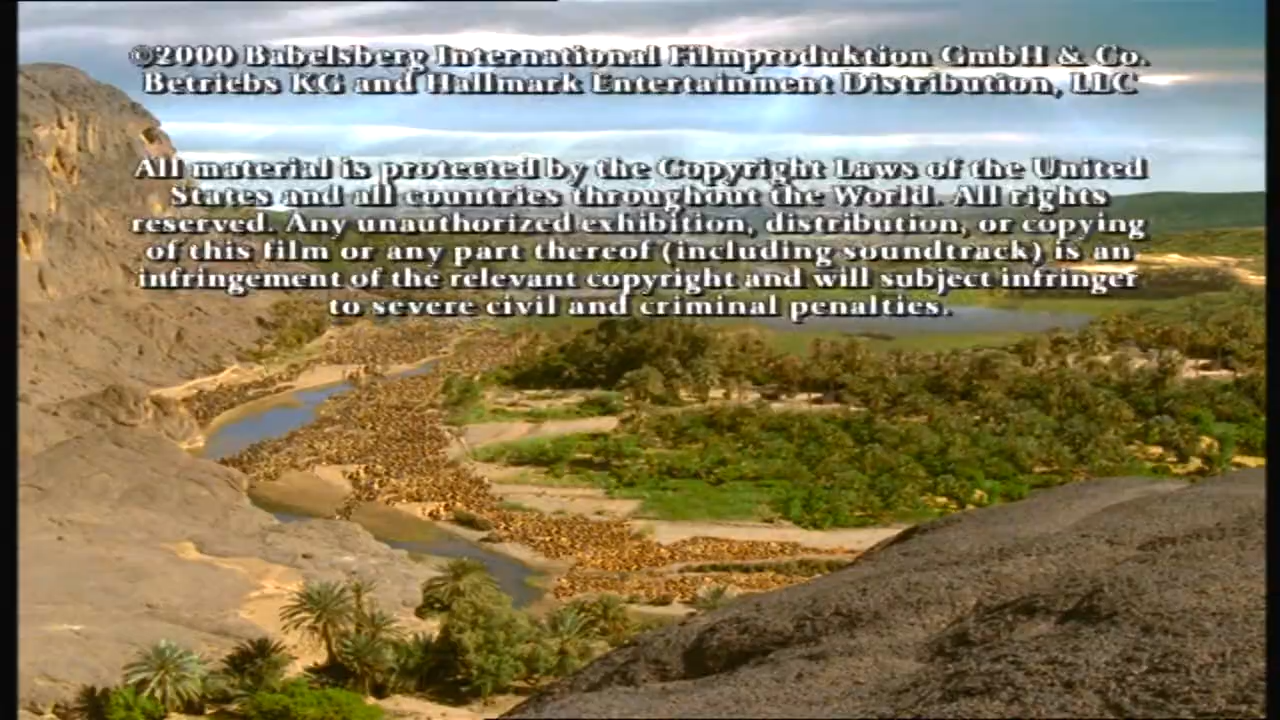 ©2000 Babelsberg International Filmproduktion GmbH & Co.
Betriebs KG and Hallmark Entertainment Distribution, LLC
All material is protected by the Copyright Laws of the United
States and all countries throughout the World. All rights
reserved. Any unauthorized exhibition, distribution, or copying
of this film or any part thereof (including soundtrack) is an
infringement of the relevant copyright and will subject infringer
to severe civil and criminal penalties.